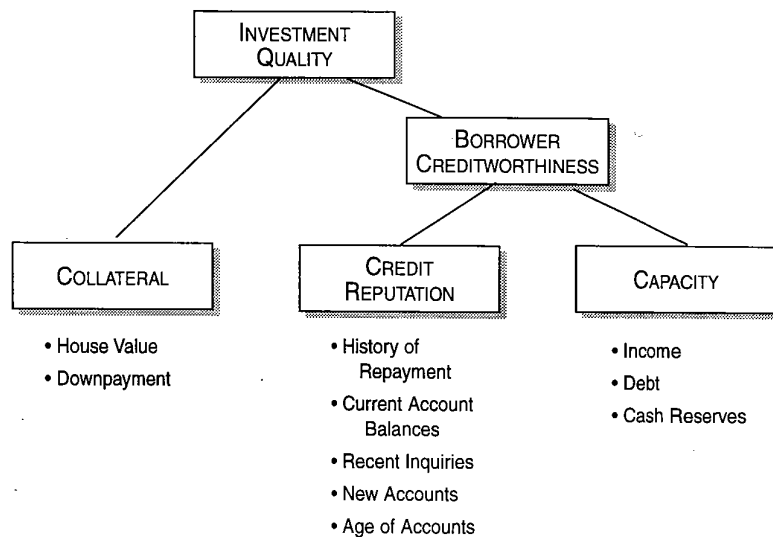 INVESTMENT
QUALITY
BORROWER
CREDITWORTHINESS
COLLATERAL
CREDIT
REPUTATION
CAPACITY
• House Value
• Downpayment
• History of
Repayment
• Current Account
Balances
• Recent Inquiries
• New Accounts
• Age of Accounts
• Income
• Debt
• Cash Reserves